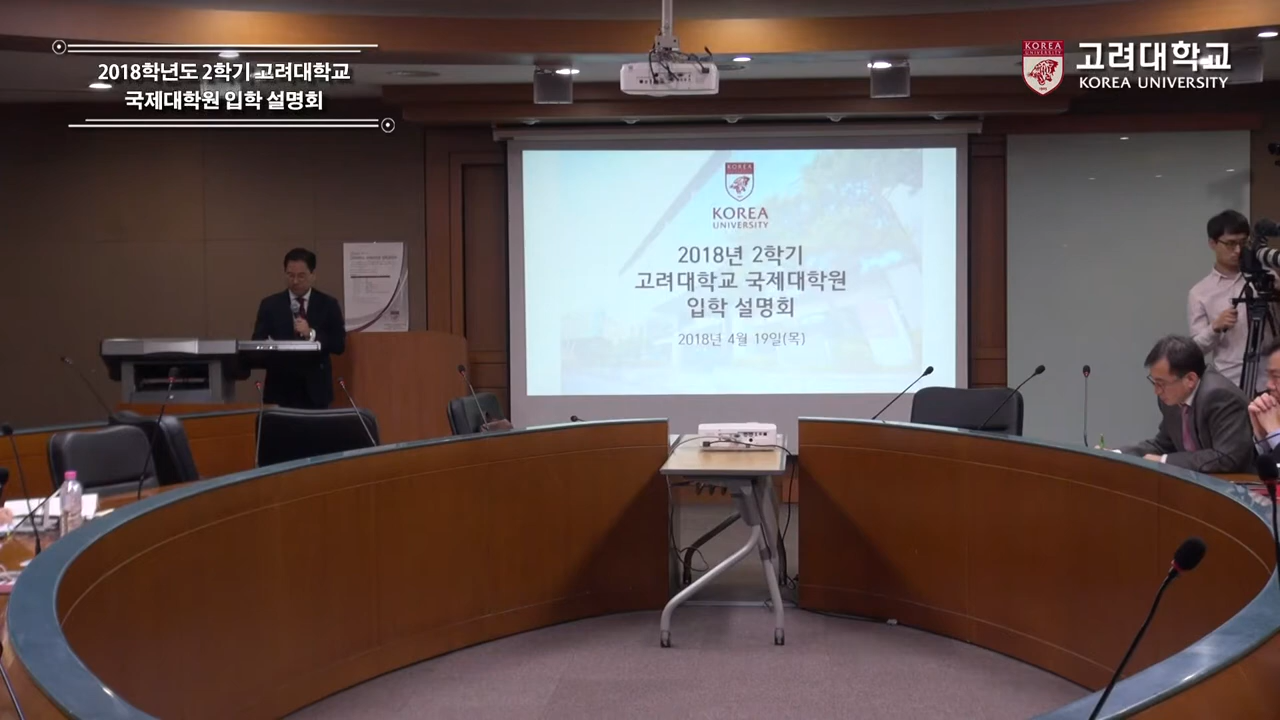 2018학년도 2학기 고려대학교
국제대학원 입학 설명회
KOREA
UNIVERSITY
고려대학교
KOREA UNIVERSITY
KOREA
KOREA
UNIVERSITY
2018년 2학기
고려대학교 국제대학원
입학 설명회
2018년 4월 19일(목)